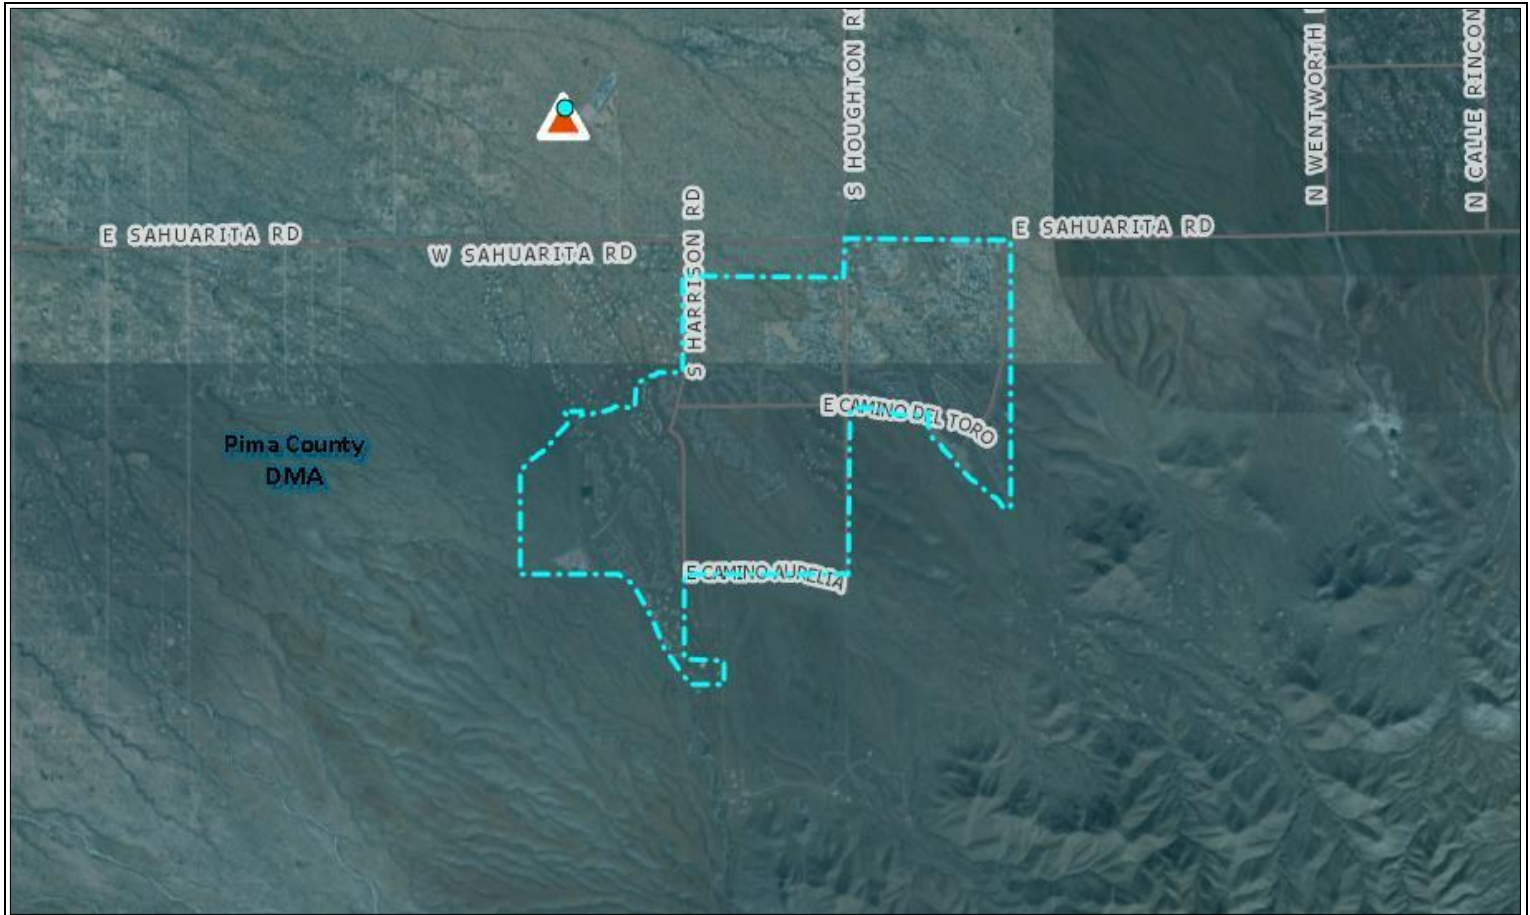 S HOUGHTON R
N WENTWORTH
N CALLE RINCON
S HARRISON RD
E SAHUARITA RD
W SAHUARITA RD
E SAHUARITA RD
E CAMINO DEL TORO
Pima County
DMA
E CAMINO AURELIA